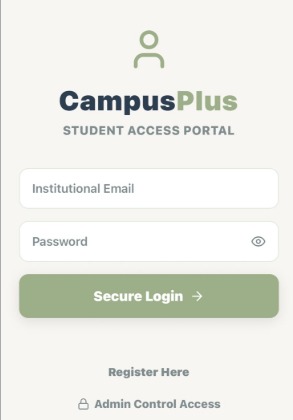 CampusPlus
STUDENT ACCESS PORTAL
Institutional Email
Password
Secure Login →
Register Here
Admin Control Access